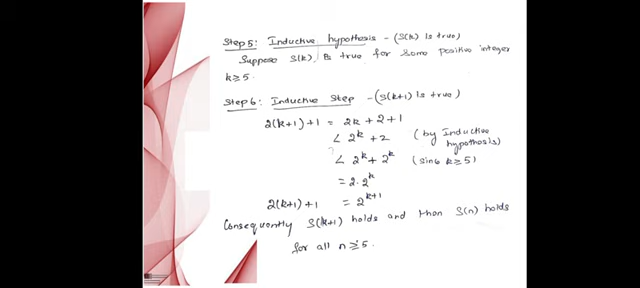 Step 5: Inductive hypothesis - (S(k) is true)
Suppose S(k) is true for some positive integer
k ≥ 5.
Step 6: Inductive Step - (S(k+1) is true)
2(k+1)+1 = 2k + 2 + 1
< 2^k + 2 (by Inductive
hypothesis)
< 2^k + 2^k (sine k ≥ 5)
= 2 · 2^k
2(k+1)+1 = 2^(k+1)
Consequently S(k+1) holds and then S(n) holds
for all n ≥ 5.